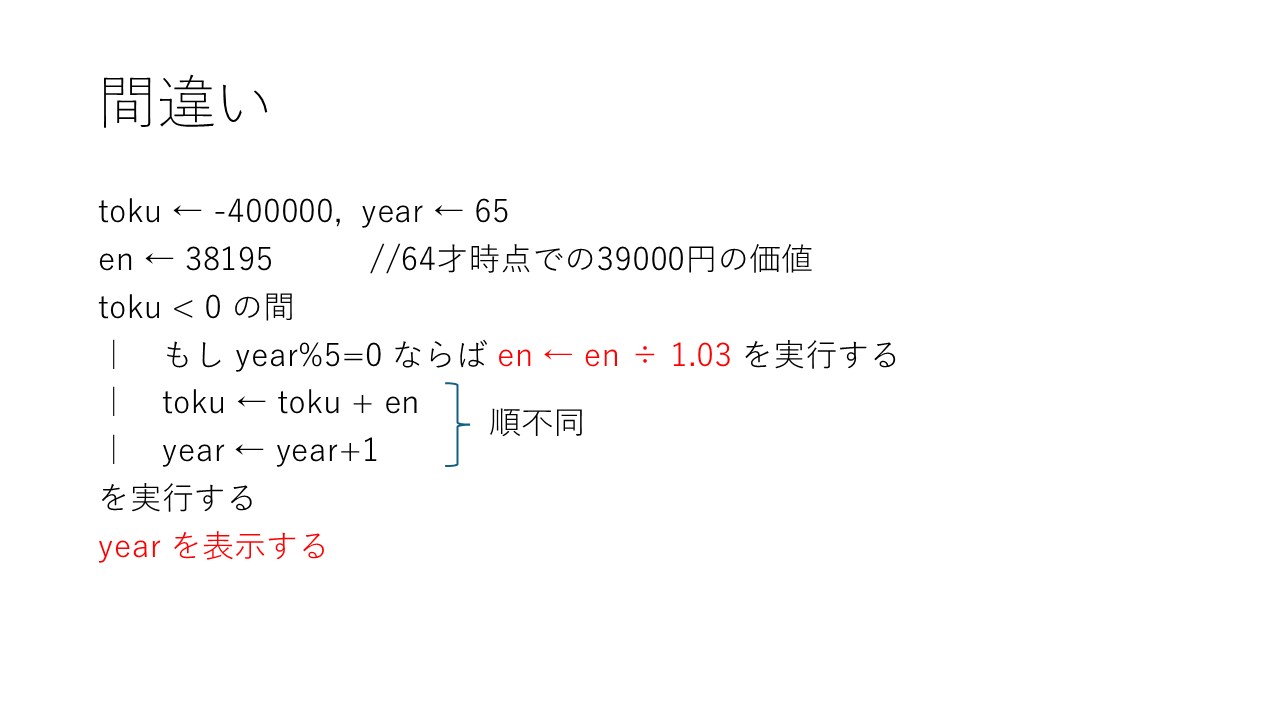 間違い
toku ← -400000,  year ← 65
en ← 38195　　　//64才時点での39000円の価値
toku < 0 の間
｜　もし year%5=0 ならば en ← en ÷ 1.03 を実行する
｜　toku ← toku + en
順不同
｜　year ← year+1
を実行する
year を表示する